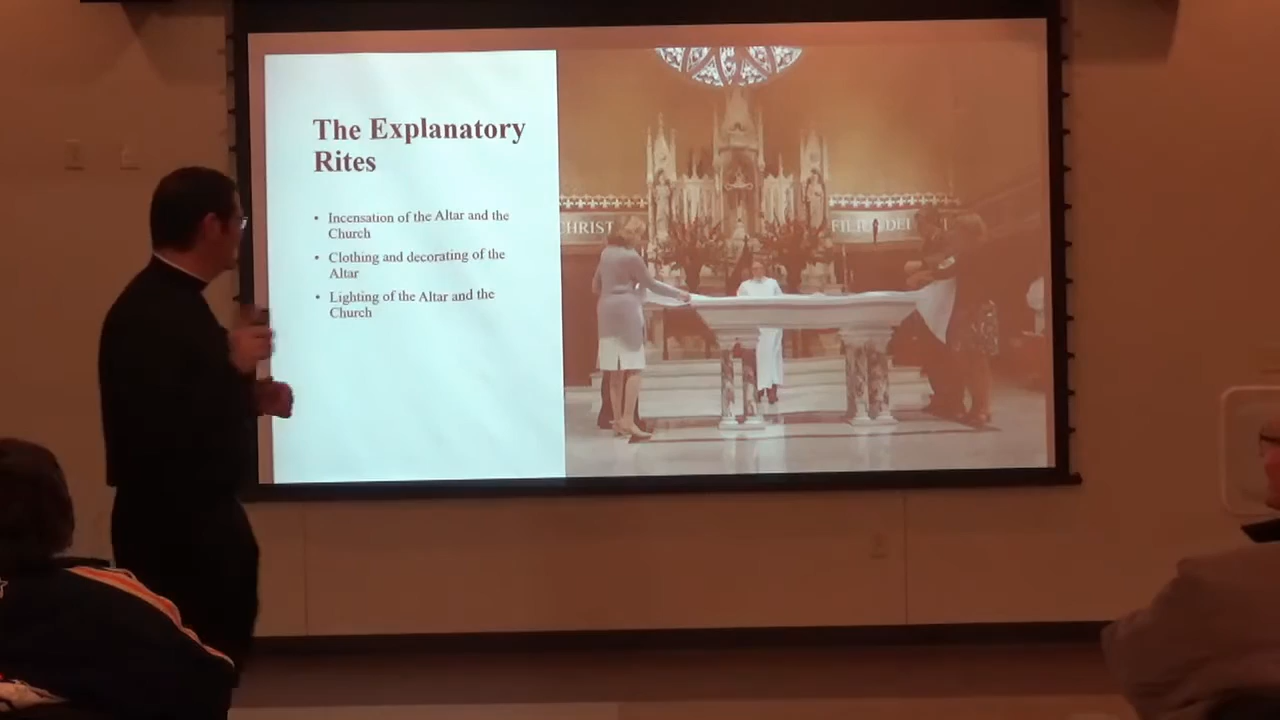 The Explanatory
Rites
• Incensation of the Altar and the
Church
• Clothing and decorating of the
Altar
• Lighting of the Altar and the
Church
CHRIST
FILI DEI